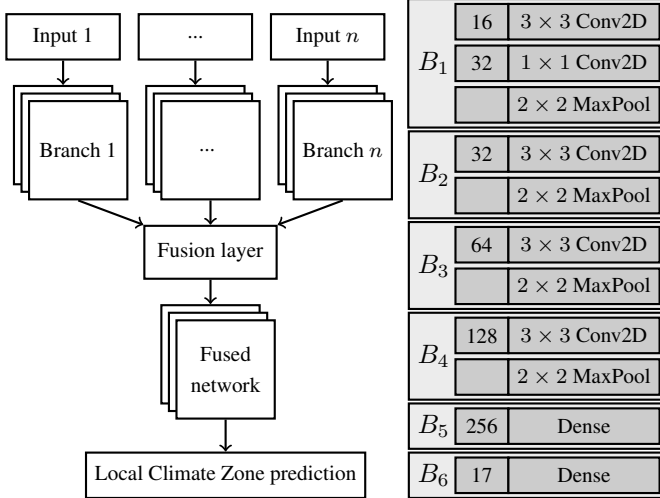 Input 1
...
Input n
Branch 1
...
Branch n
Fusion layer
Fused
network
Local Climate Zone prediction
B1
16 3 × 3 Conv2D
32 1 × 1 Conv2D
2 × 2 MaxPool
B2
32 3 × 3 Conv2D
2 × 2 MaxPool
B3
64 3 × 3 Conv2D
2 × 2 MaxPool
B4
128 3 × 3 Conv2D
2 × 2 MaxPool
B5
256 Dense
B6
17 Dense